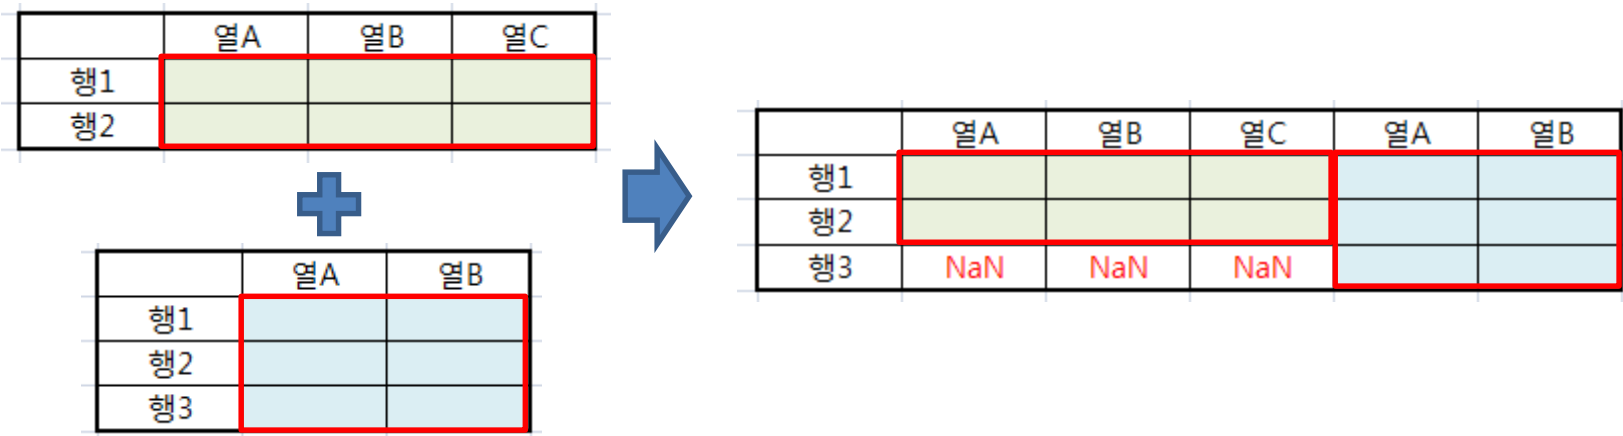 열A 열B 열C
행1
행2
열A 열B
행1
행2
행3
열A 열B 열C 열A 열B
행1
행2
행3 NaN NaN NaN